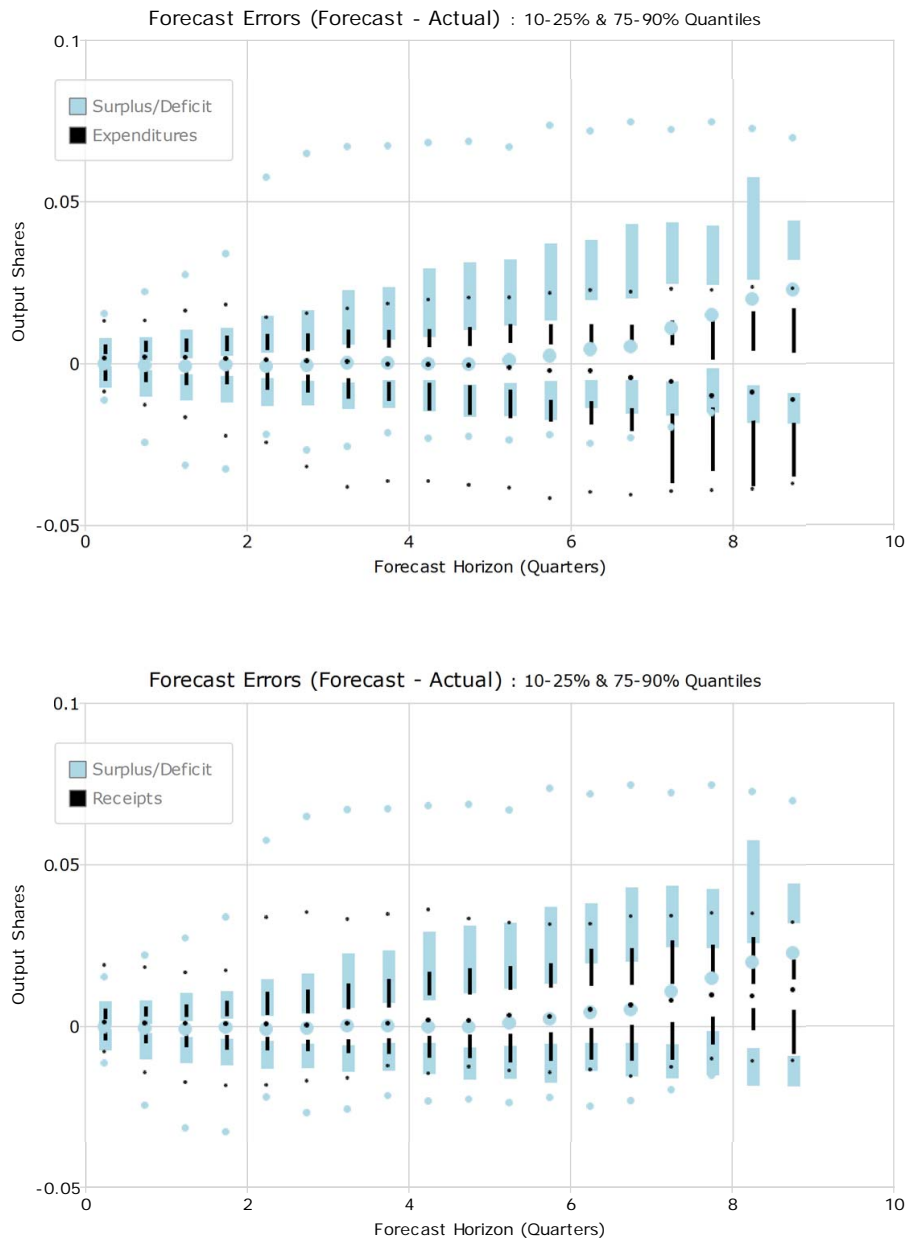 Forecast Errors (Forecast - Actual) : 10-25% & 75-90% Quantiles
0.1
Surplus/Deficit
Expenditures
0.05
Output Shares
0
-0.05
0 2 4 6 8 10
Forecast Horizon (Quarters)
Forecast Errors (Forecast - Actual) : 10-25% & 75-90% Quantiles
0.1
Surplus/Deficit
Receipts
0.05
Output Shares
0
-0.05
0 2 4 6 8 10
Forecast Horizon (Quarters)